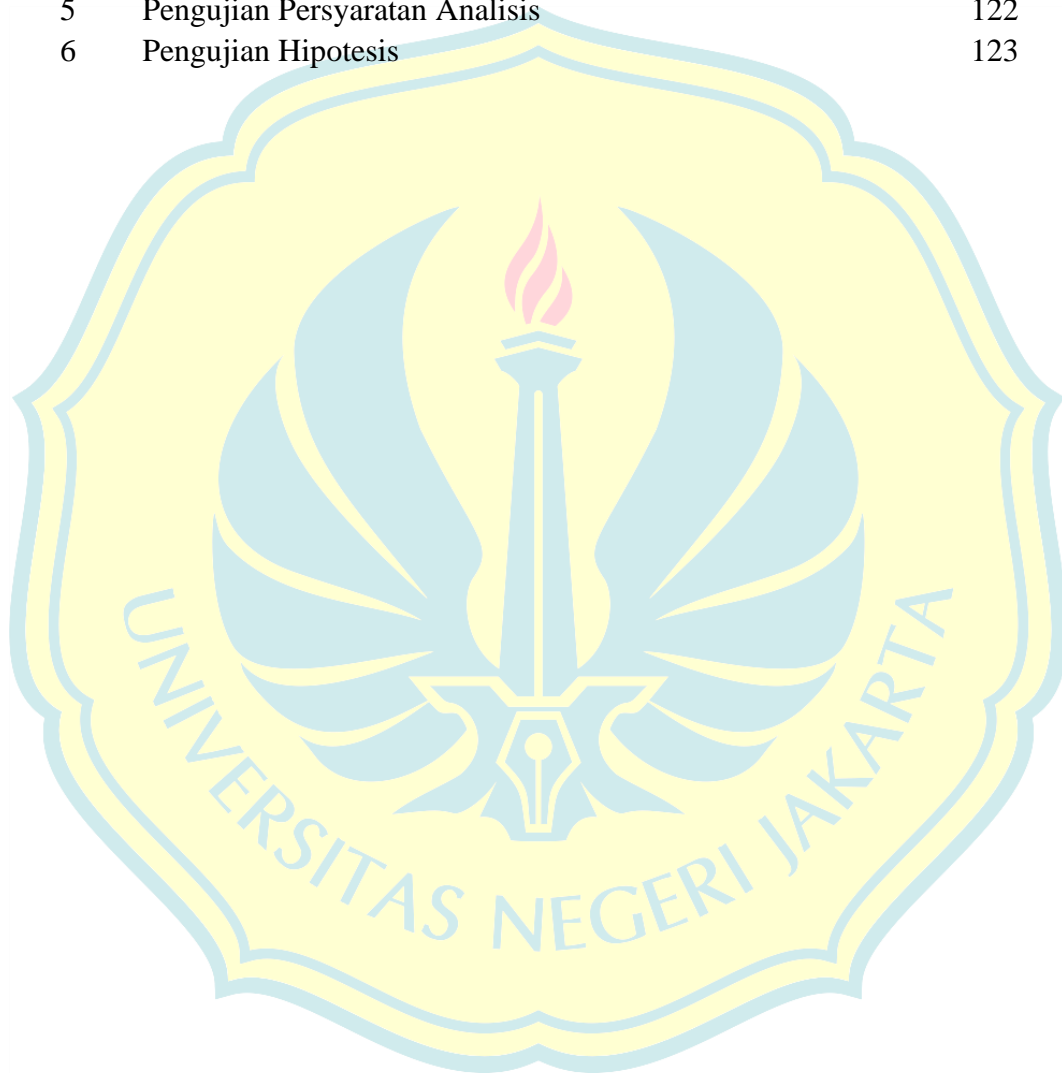 5 Pengujian Persyaratan Analisis 122
6 Pengujian Hipotesis 123
UNIVERSITAS NEGERI JAKARTA